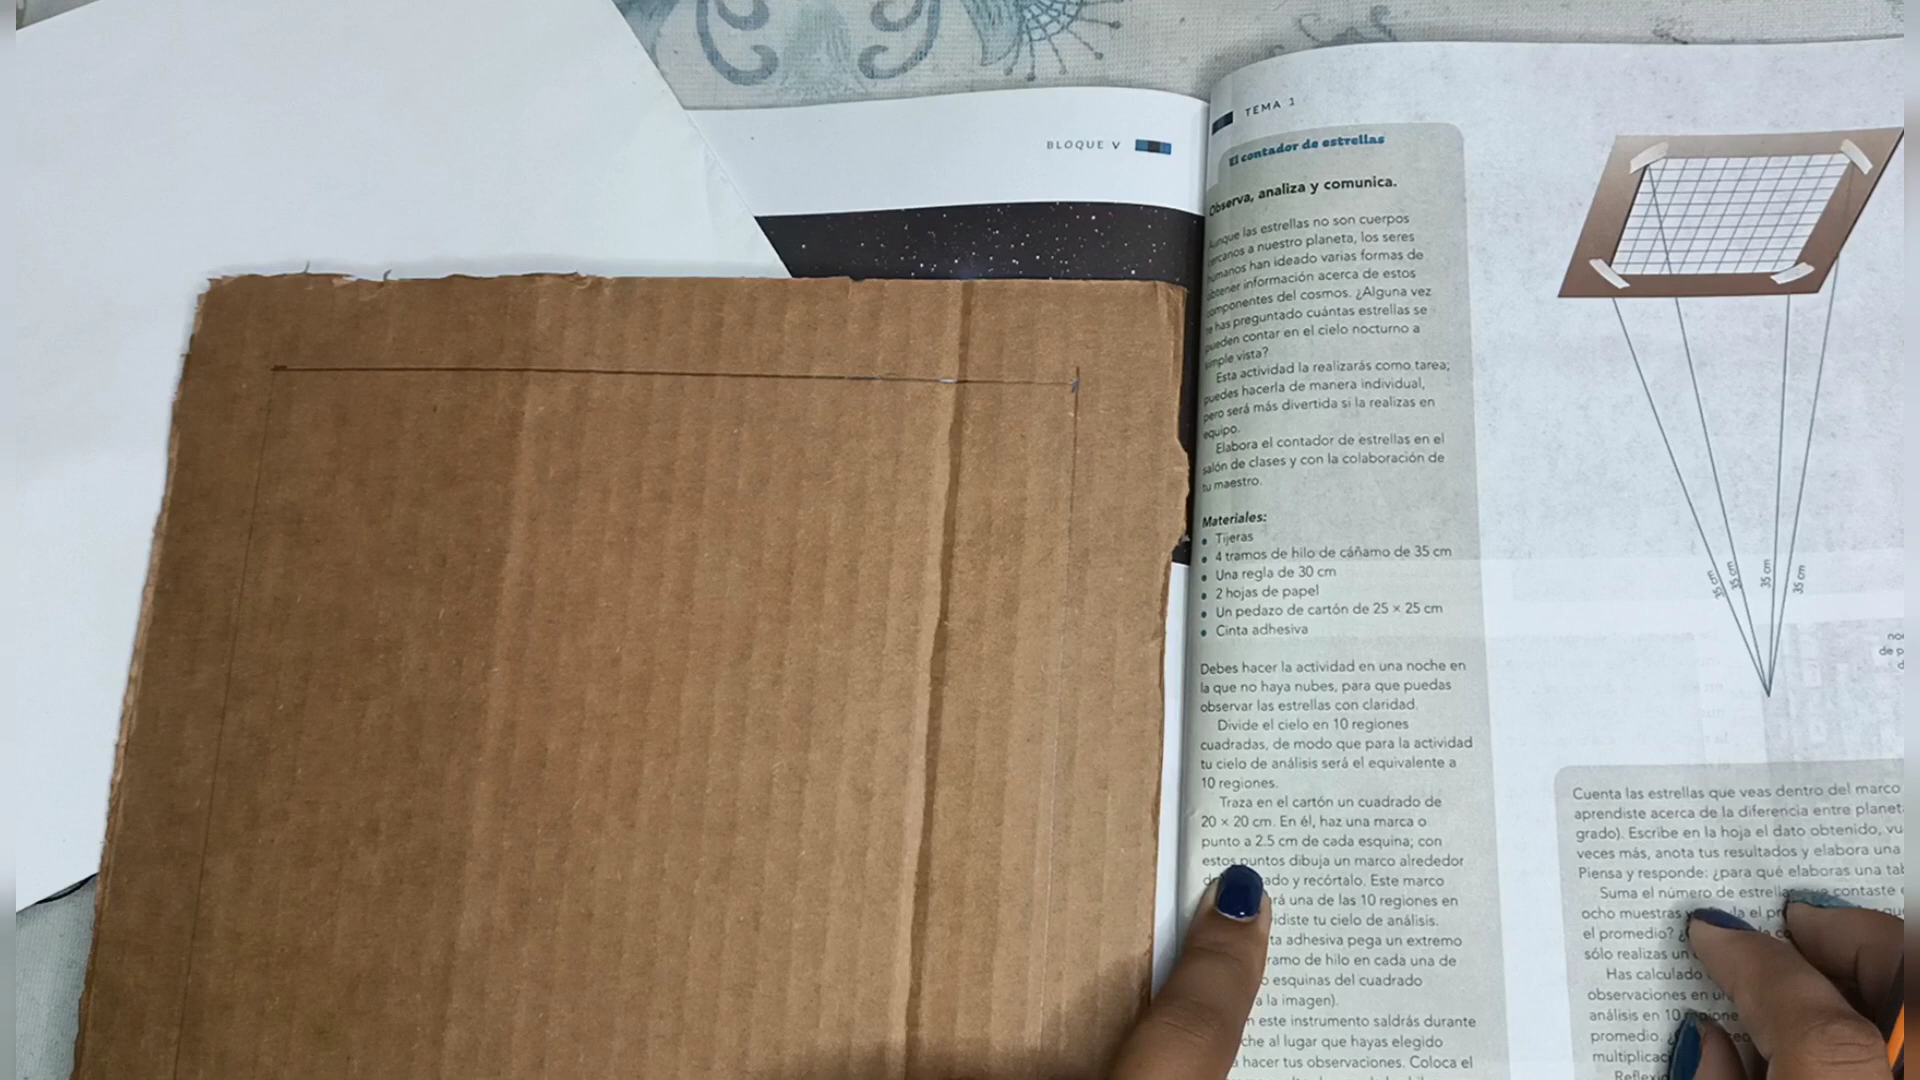 BLOQUE V
TEMA 1
El contador de estrellas
Observa, analiza y comunica.
Aunque las estrellas no son cuerpos
cercanos a nuestro planeta, los seres
humanos han ideado varias formas de
obtener información acerca de estos
componentes del cosmos. ¿Alguna vez
te has preguntado cuántas estrellas se
pueden contar en el cielo nocturno a
simple vista?
Esta actividad la realizarás como tarea;
puedes hacerla de manera individual,
pero será más divertida si la realizas en
equipo.
Elabora el contador de estrellas en el
salón de clases y con la colaboración de
tu maestro.
Materiales:
• Tijeras
• 4 tramos de hilo de cáñamo de 35 cm
• Una regla de 30 cm
• 2 hojas de papel
• Un pedazo de cartón de 25 × 25 cm
• Cinta adhesiva
Debes hacer la actividad en una noche en
la que no haya nubes, para que puedas
observar las estrellas con claridad.
Divide el cielo en 10 regiones
cuadradas, de modo que para la actividad
tu cielo de análisis será el equivalente a
10 regiones.
Traza en el cartón un cuadrado de
20 × 20 cm. En él, haz una marca o
punto a 2.5 cm de cada esquina; con
estos puntos dibuja un marco alrededor
y recórtalo. Este marco
una de las 10 regiones en
tu cielo de análisis.
adhesiva pega un extremo
de hilo en cada una de
esquinas del cuadrado
a la imagen).
este instrumento saldrás durante
al lugar que hayas elegido
hacer tus observaciones. Coloca el
35 cm
35 cm
35 cm
35 cm
de p
Cuenta las estrellas que veas dentro del marco
aprendiste acerca de la diferencia entre planet
grado). Escribe en la hoja el dato obtenido, vu
veces más, anota tus resultados y elabora una
Piensa y responde: ¿para qué elaboras una tab
Suma el número de estrellas que contaste
ocho muestras y el
el promedio?
sólo realizas un
Has calculado
observaciones en
análisis en 10
promedio.